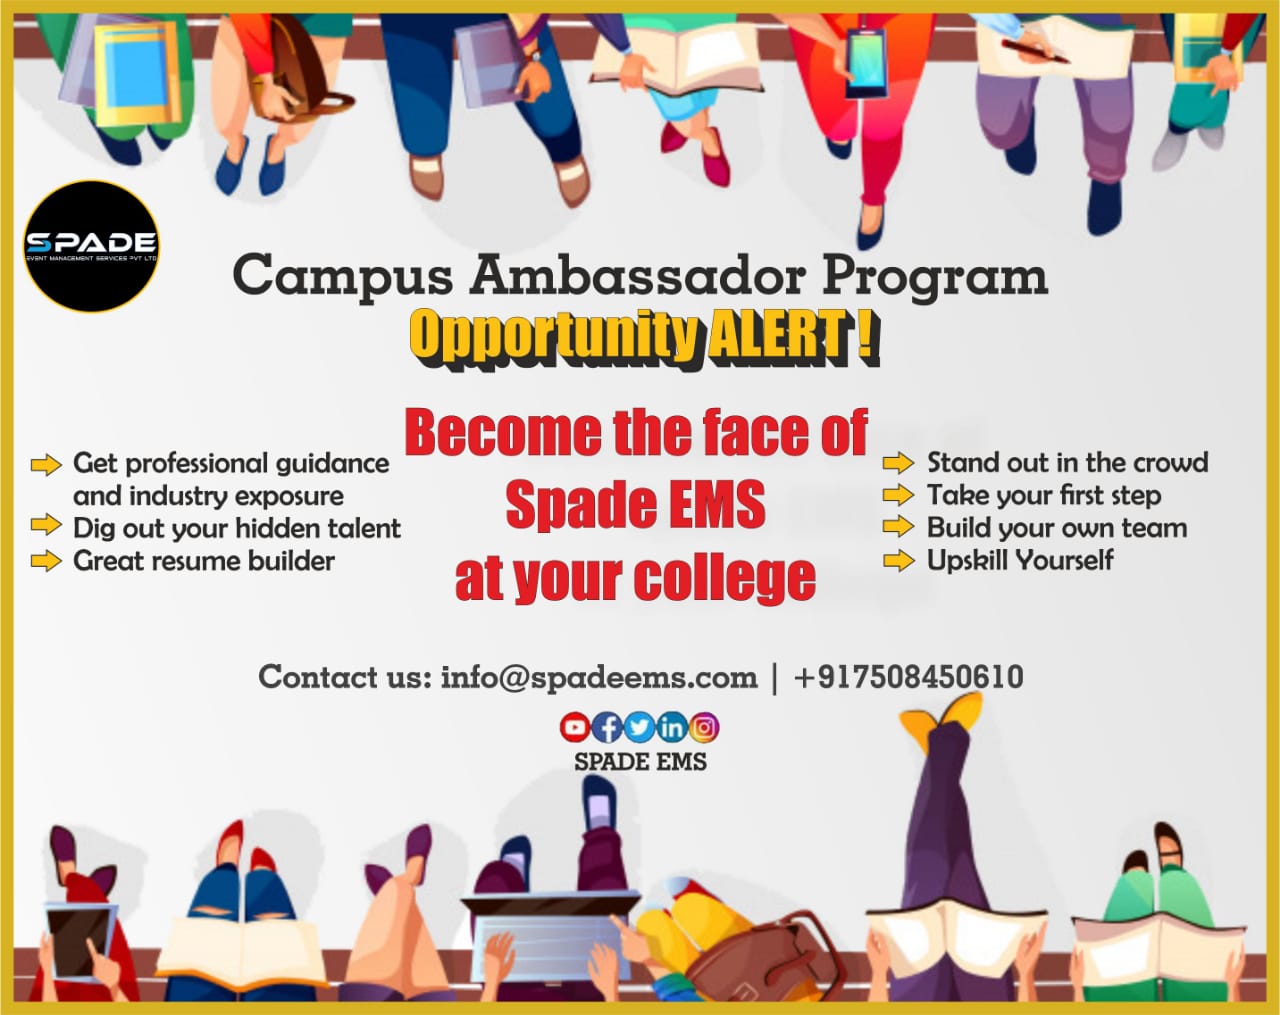 SPADE
EVENT MANAGEMENT SERVICES PVT LTD
Campus Ambassador Program
Opportunity ALERT !
Become the face of
Spade EMS
at your college
Get professional guidance
and industry exposure
Dig out your hidden talent
Great resume builder
Stand out in the crowd
Take your first step
Build your own team
Upskill Yourself
Contact us: info@spadeems.com | +917508450610
SPADE EMS